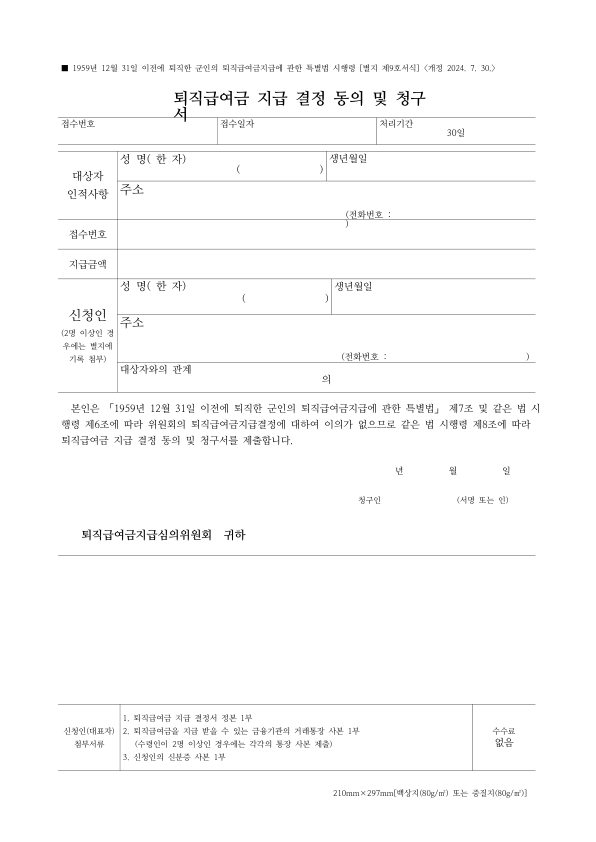 ■ 1959년 12월 31일 이전에 퇴직한 군인의 퇴직급여금지급에 관한 특별법 시행령 [별지 제9호서식] <개정 2024. 7. 30.>
퇴직급여금 지급 결정 동의 및 청구
서
접수번호 접수일자 처리기간
30일
대상자
인적사항
성 명( 한 자)
( )
생년월일
주소
(전화번호 :
)
접수번호
지급금액
신청인
(2명 이상인 경
우에는 별지에
기록 첨부)
성 명( 한 자)
( )
생년월일
주소
(전화번호 : )
대상자와의 관계
의
본인은 「1959년 12월 31일 이전에 퇴직한 군인의 퇴직급여금지급에 관한 특별법」 제7조 및 같은 법 시
행령 제6조에 따라 위원회의 퇴직급여금지급결정에 대하여 이의가 없으므로 같은 법 시행령 제8조에 따라
퇴직급여금 지급 결정 동의 및 청구서를 제출합니다.
년 월 일
청구인 (서명 또는 인)
퇴직급여금지급심의위원회 귀하
신청인(대표자)
첨부서류
1. 퇴직급여금 지급 결정서 정본 1부
2. 퇴직급여금을 지급 받을 수 있는 금융기관의 거래통장 사본 1부
(수령인이 2명 이상인 경우에는 각각의 통장 사본 제출)
3. 신청인의 신분증 사본 1부
수수료
없음
210mm×297mm[백상지(80g/㎡) 또는 중질지(80g/㎡)]